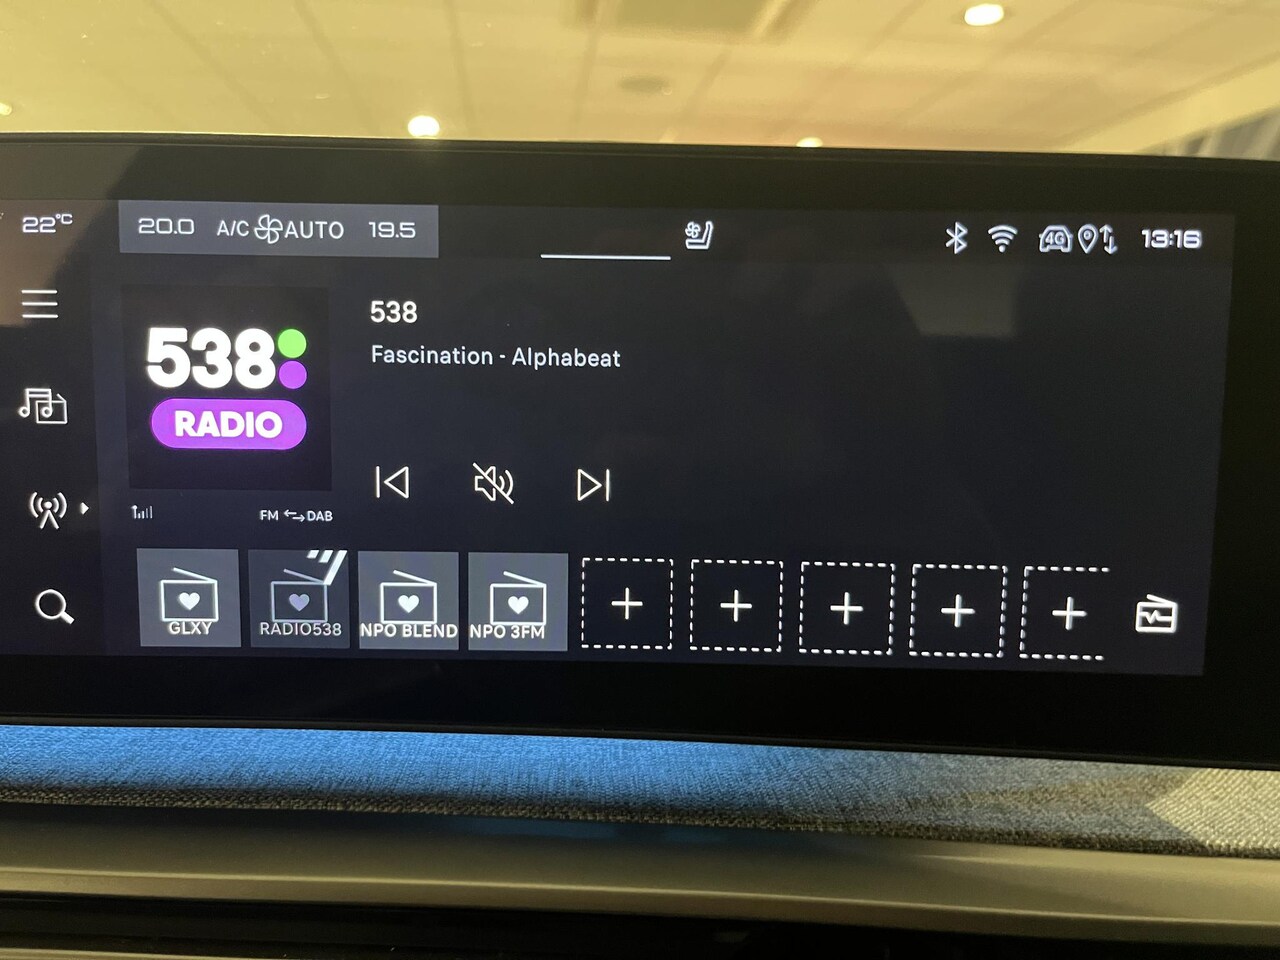 22°C
20.0 A/C AUTO 19.5
4G
13:16
538
RADIO
538
Fascination · Alphabeat
FM DAB
GLXY
RADIO538
NPO BLEND
NPO 3FM